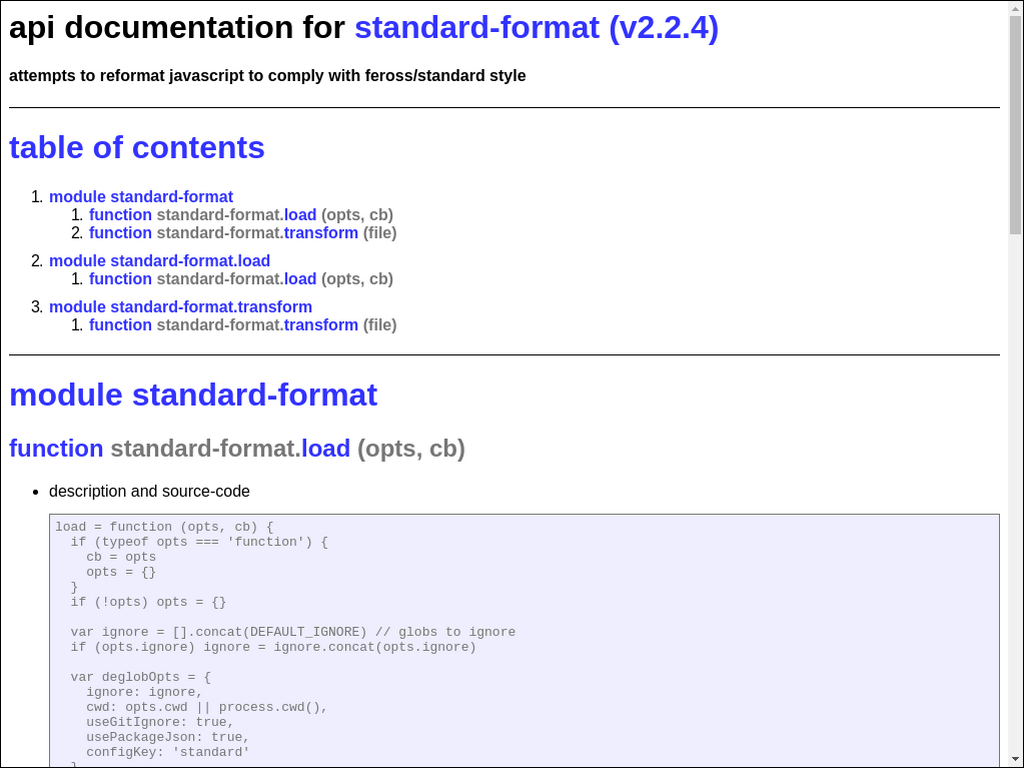 api documentation for standard-format (v2.2.4)
attempts to reformat javascript to comply with feross/standard style
table of contents
1. module standard-format
1. function standard-format.load (opts, cb)
2. function standard-format.transform (file)
2. module standard-format.load
1. function standard-format.load (opts, cb)
3. module standard-format.transform
1. function standard-format.transform (file)
module standard-format
function standard-format.load (opts, cb)
• description and source-code
load = function (opts, cb) {
  if (typeof opts === 'function') {
    cb = opts
    opts = {}
  }
  if (!opts) opts = {}
  var ignore = [].concat(DEFAULT_IGNORE) // globs to ignore
  if (opts.ignore) ignore = ignore.concat(opts.ignore)
  var deglobOpts = {
    ignore: ignore,
    cwd: opts.cwd || process.cwd(),
    useGitIgnore: true,
    usePackageJson: true,
    configKey: 'standard'
  }